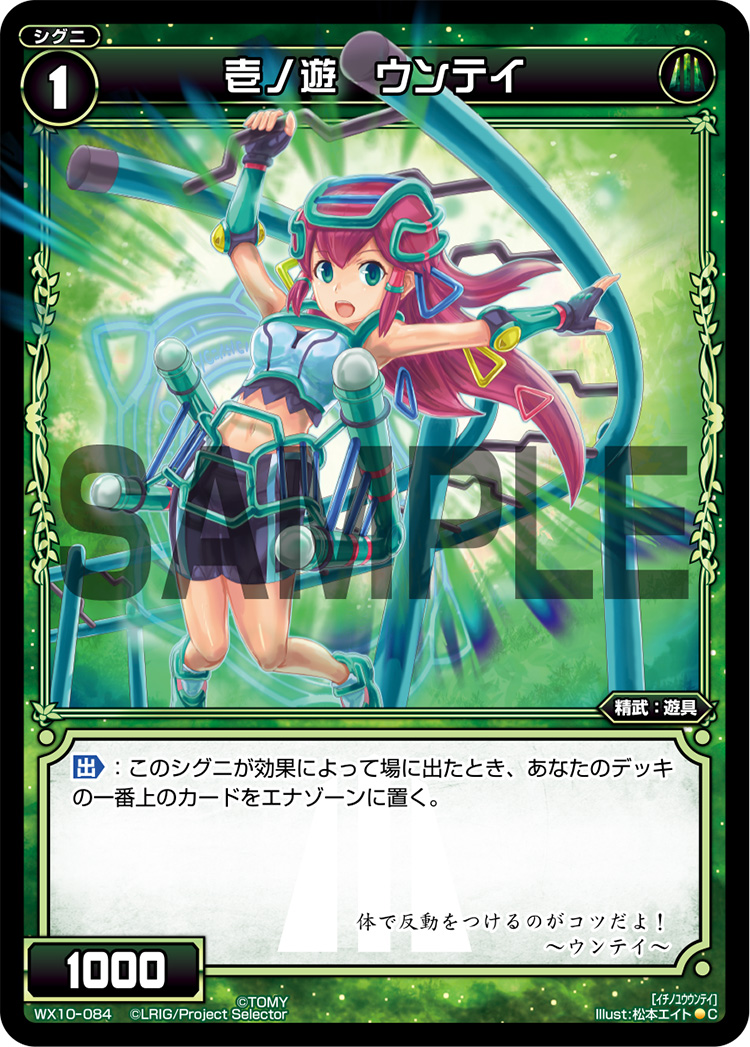 シグニ
1
壱ノ遊　ウンテイ
SAMPLE
精武：遊具
出：このシグニが効果によって場に出たとき、あなたのデッキ
の一番上のカードをエナゾーンに置く。
体で反動をつけるのがコツだよ！
～ウンテイ～
1000
WX10-084 ©LRIG/Project Selector
©TOMY
[イチノユウウンテイ]
Illust:松本エイト C